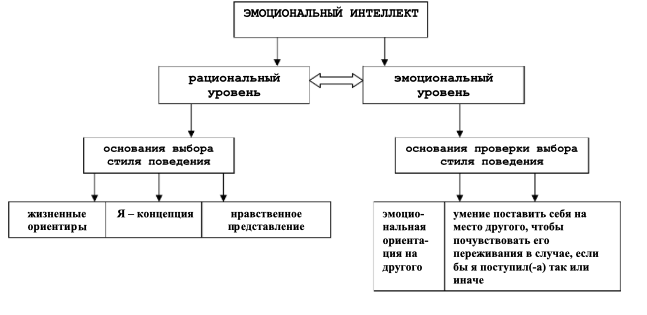 ЭМОЦИОНАЛЬНЫЙ ИНТЕЛЛЕКТ
рациональный
уровень
эмоциональный
уровень
основания выбора
стиля поведения
основания проверки выбора
стиля поведения
жизненные
ориентиры
Я – концепция
нравственное
представление
эмоцио-
нальная
ориента-
ция на
другого
умение поставить себя на
место другого, чтобы
почувствовать его
переживания в случае, если
бы я поступил(-а) так или
иначе